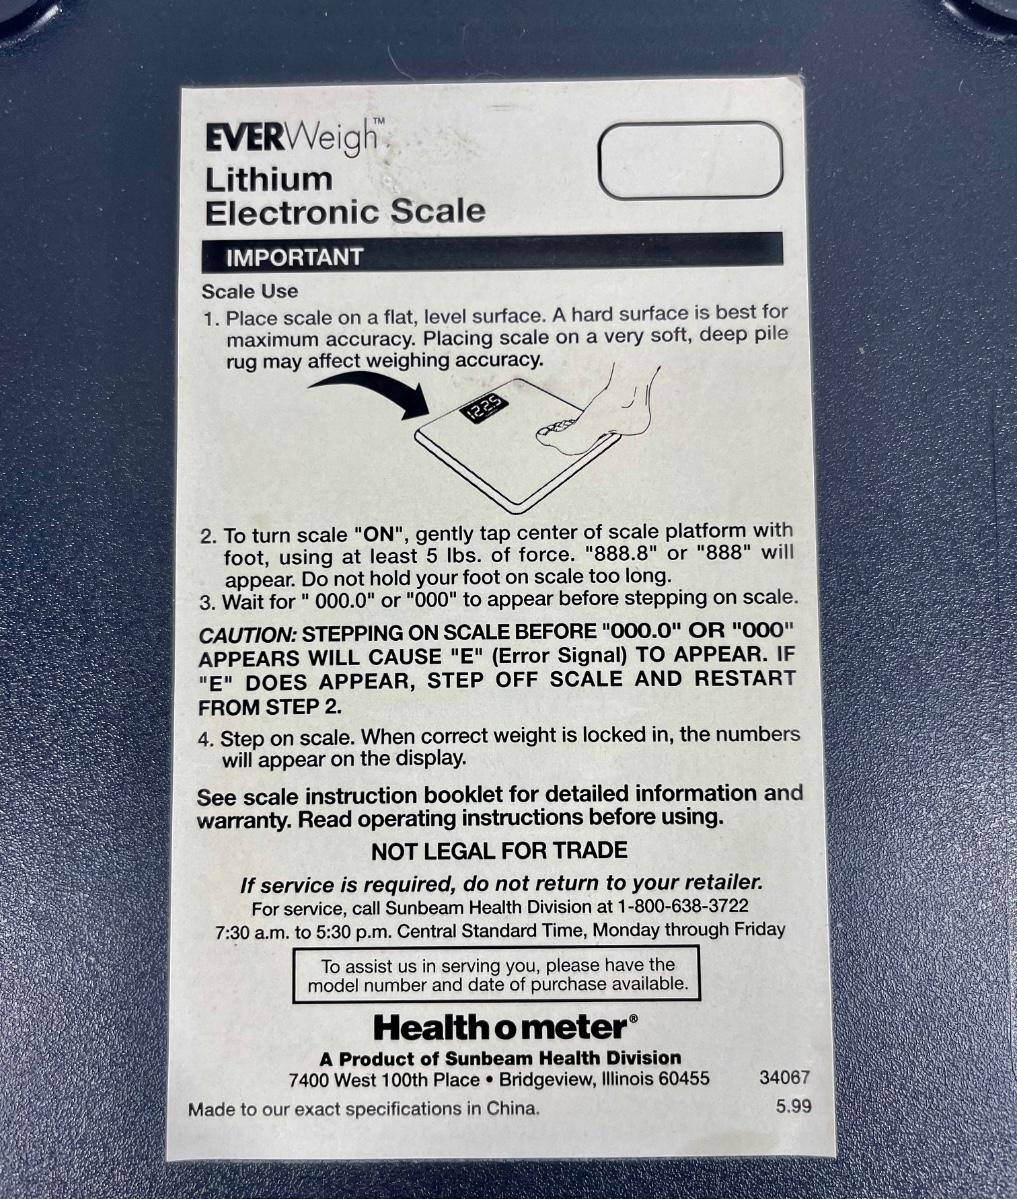 EVERWeigh™
Lithium
Electronic Scale
IMPORTANT
Scale Use
1. Place scale on a flat, level surface. A hard surface is best for
maximum accuracy. Placing scale on a very soft, deep pile
rug may affect weighing accuracy.
122.5
2. To turn scale "ON", gently tap center of scale platform with
foot, using at least 5 lbs. of force. "888.8" or "888" will
appear. Do not hold your foot on scale too long.
3. Wait for " 000.0" or "000" to appear before stepping on scale.
CAUTION: STEPPING ON SCALE BEFORE "000.0" OR "000"
APPEARS WILL CAUSE "E" (Error Signal) TO APPEAR. IF
"E" DOES APPEAR, STEP OFF SCALE AND RESTART
FROM STEP 2.
4. Step on scale. When correct weight is locked in, the numbers
will appear on the display.
See scale instruction booklet for detailed information and
warranty. Read operating instructions before using.
NOT LEGAL FOR TRADE
If service is required, do not return to your retailer.
For service, call Sunbeam Health Division at 1-800-638-3722
7:30 a.m. to 5:30 p.m. Central Standard Time, Monday through Friday
To assist us in serving you, please have the
model number and date of purchase available.
Health o meter®
A Product of Sunbeam Health Division
7400 West 100th Place • Bridgeview, Illinois 60455
34067
Made to our exact specifications in China.
5.99